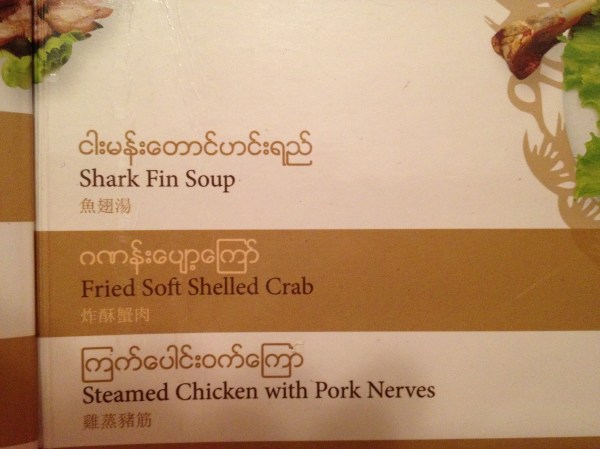 ငါးမန်းတောင်ဟင်းရည်
Shark Fin Soup
魚翅湯
ဂဏန်းပျော့ကြော်
Fried Soft Shelled Crab
炸酥蟹肉
ကြက်ပေါင်းဝက်ကြော
Steamed Chicken with Pork Nerves
雞蒸豬筋